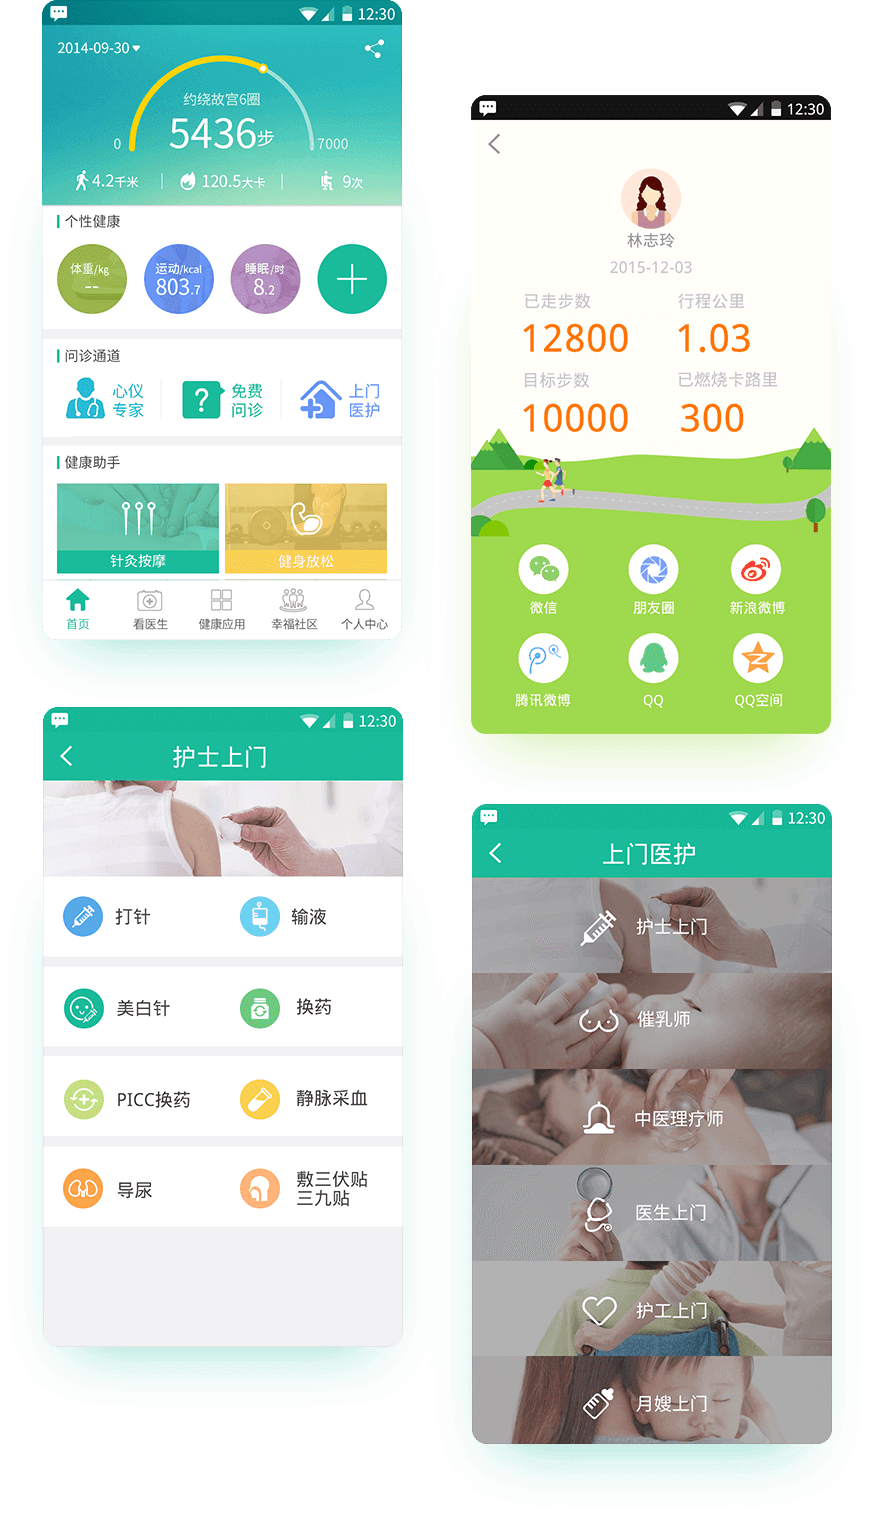 12:30
2014-09-30
约绕故宫6圈
5436步
0
7000
4.2千米
120.5大卡
9次
个性健康
体重/kg
--
运动/kcal
803.7
睡眠/时
8.2
问诊通道
心仪
专家
免费
问诊
上门
医护
健康助手
针灸按摩
健身放松
首页
看医生
健康应用
幸福社区
个人中心
12:30
林志玲
2015-12-03
已走步数
行程公里
12800
1.03
目标步数
已燃烧卡路里
10000
300
微信
朋友圈
新浪微博
腾讯微博
QQ
QQ空间
12:30
护士上门
打针
输液
美白针
换药
PICC换药
静脉采血
导尿
敷三伏贴
三九贴
12:30
上门医护
护士上门
催乳师
中医理疗师
医生上门
护工上门
月嫂上门